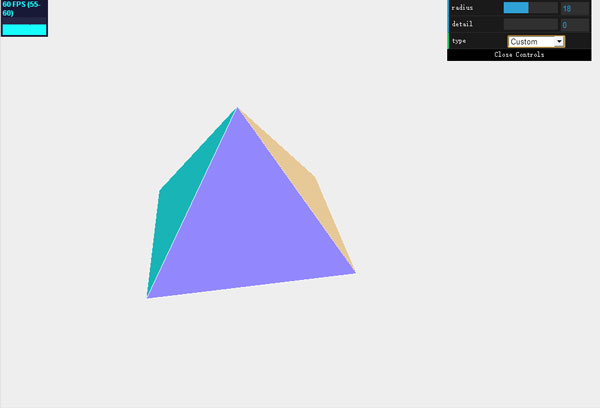 60 FPS (55-
60)
radius 18
detail 0
type Custom
Close Controls